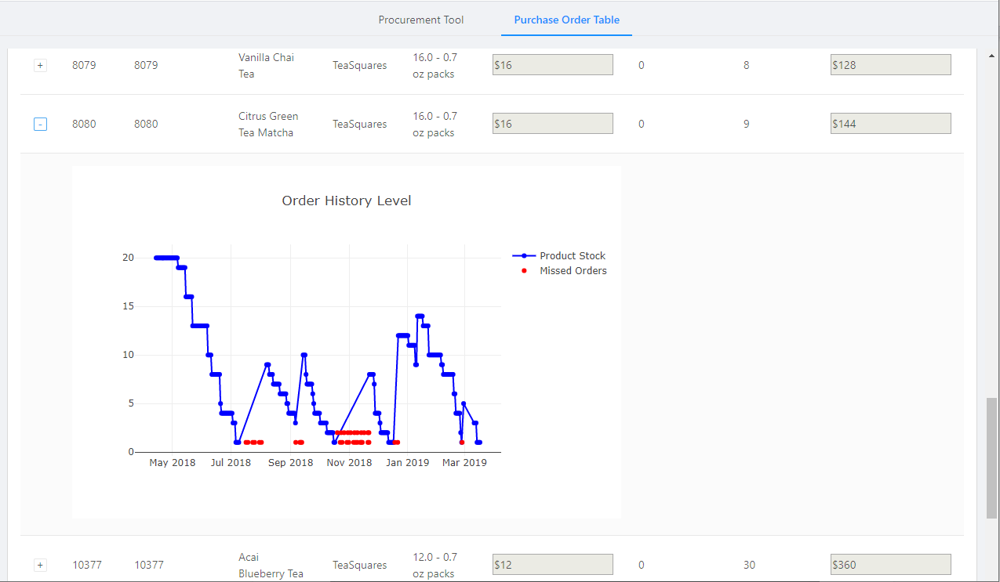 Procurement Tool Purchase Order Table
+ 8079 8079 Vanilla Chai Tea TeaSquares 16.0 - 0.7 oz packs $16 0 8 $128
- 8080 8080 Citrus Green Tea Matcha TeaSquares 16.0 - 0.7 oz packs $16 0 9 $144
Order History Level
20
15
10
5
0
May 2018 Jul 2018 Sep 2018 Nov 2018 Jan 2019 Mar 2019
Product Stock
Missed Orders
+ 10377 10377 Acai Blueberry Tea TeaSquares 12.0 - 0.7 oz packs $12 0 30 $360